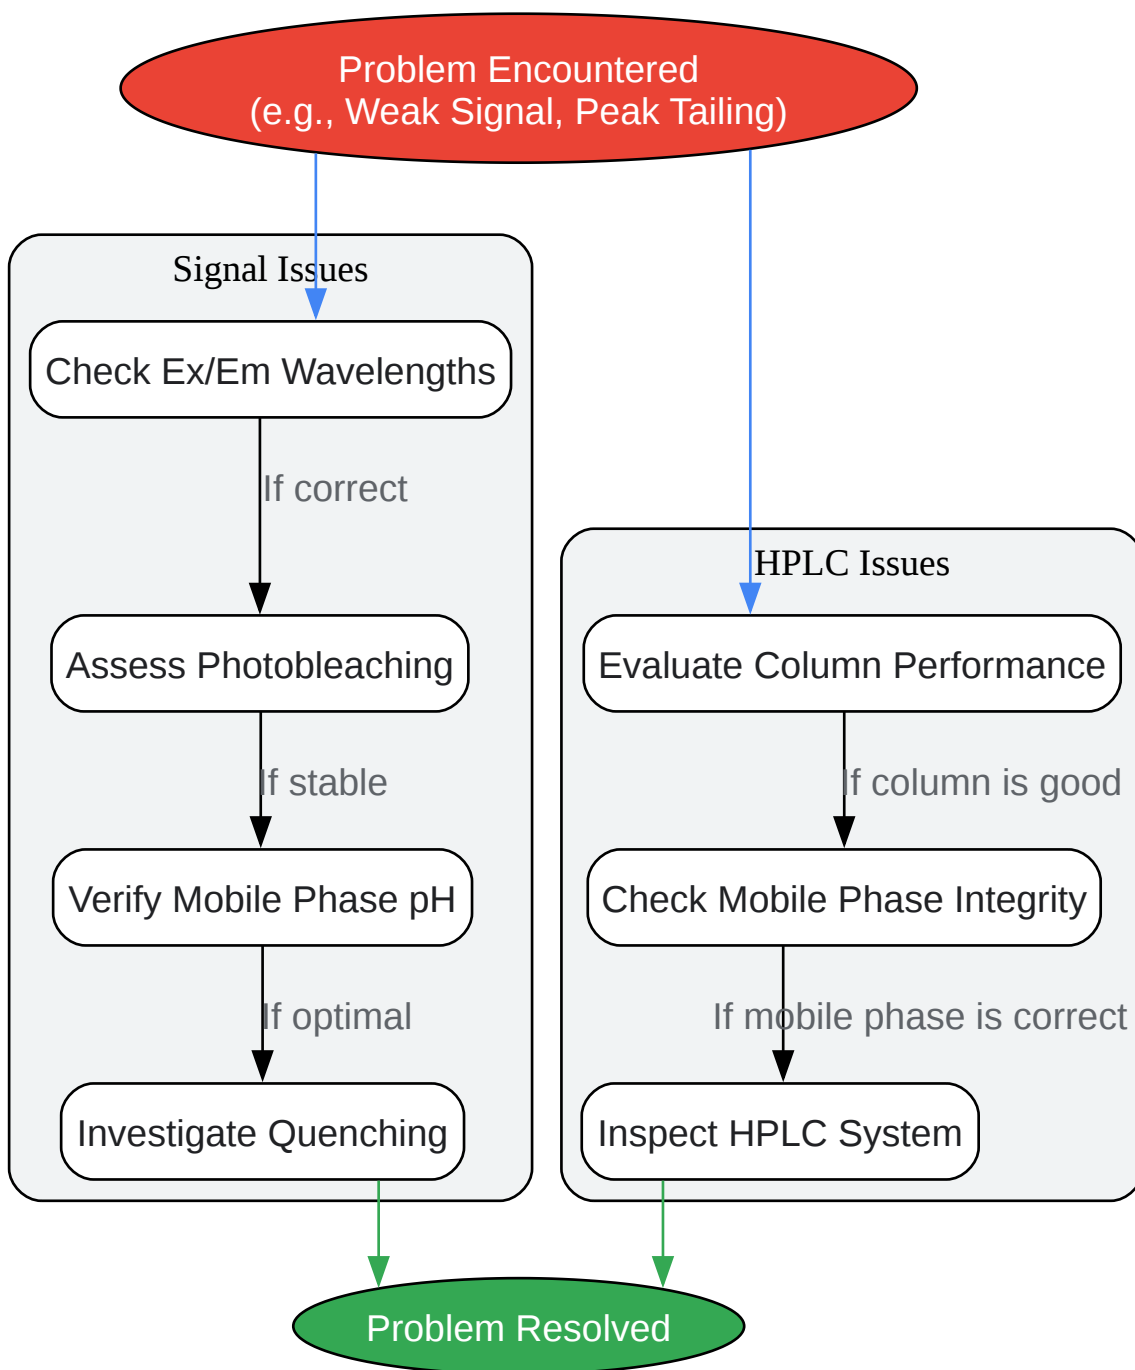 Problem Encountered
(e.g., Weak Signal, Peak Tailing)
Signal Issues
Check Ex/Em Wavelengths
If correct
Assess Photobleaching
If stable
Verify Mobile Phase pH
If optimal
Investigate Quenching
HPLC Issues
Evaluate Column Performance
If column is good
Check Mobile Phase Integrity
If mobile phase is correct
Inspect HPLC System
Problem Resolved